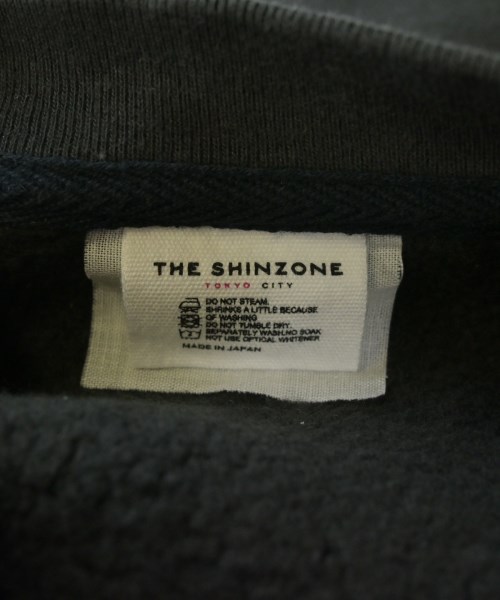 THE SHINZONE
TOKYO CITY
DO NOT STEAM.
SHRINKS A LITTLE BECAUSE
OF WASHING
DO NOT TUMBLE DRY.
SEPARATELY WASH.NO SOAK
NOT USE OPTICAL WHITENER
MADE IN JAPAN